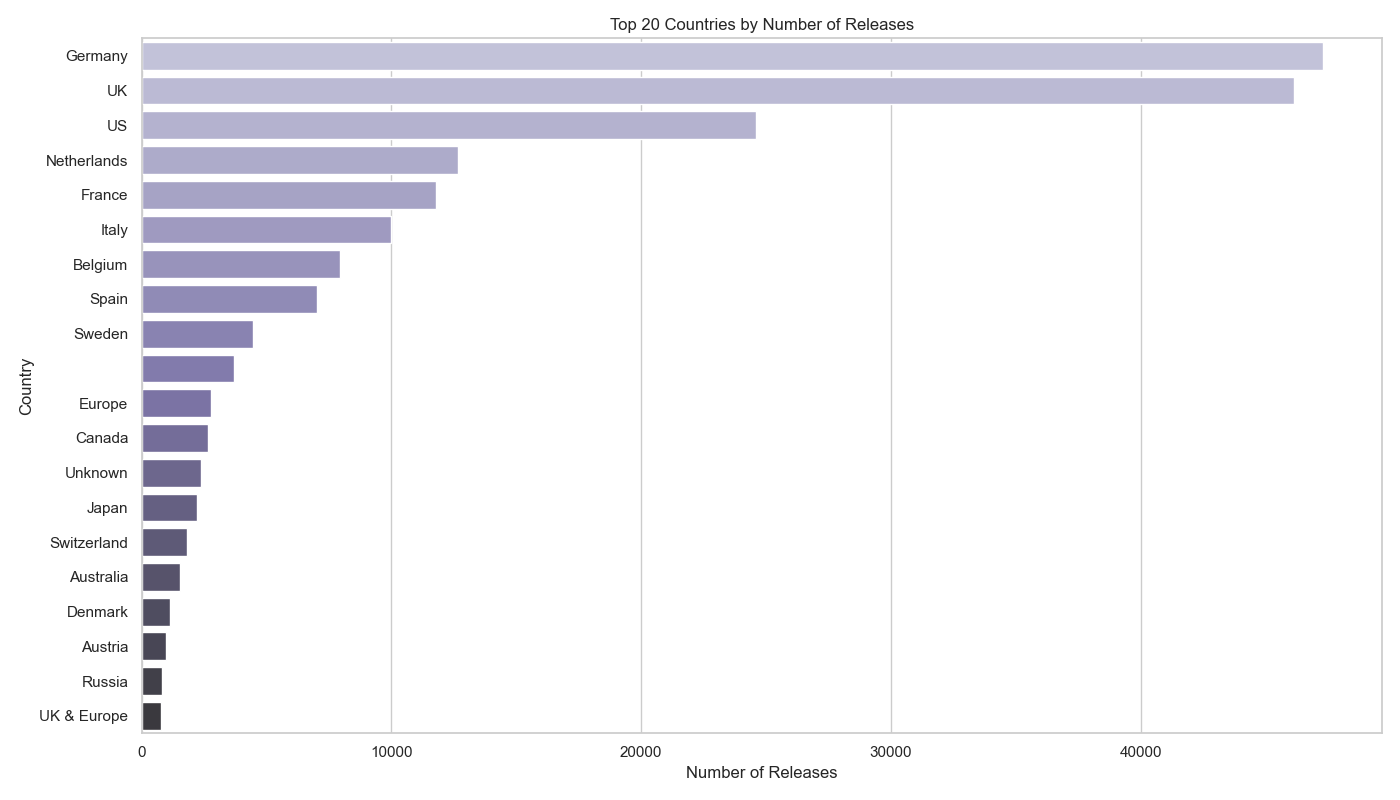 Top 20 Countries by Number of Releases
Germany
UK
US
Netherlands
France
Italy
Belgium
Spain
Sweden
Europe
Canada
Unknown
Japan
Switzerland
Australia
Denmark
Austria
Russia
UK & Europe
Country
0 10000 20000 30000 40000
Number of Releases